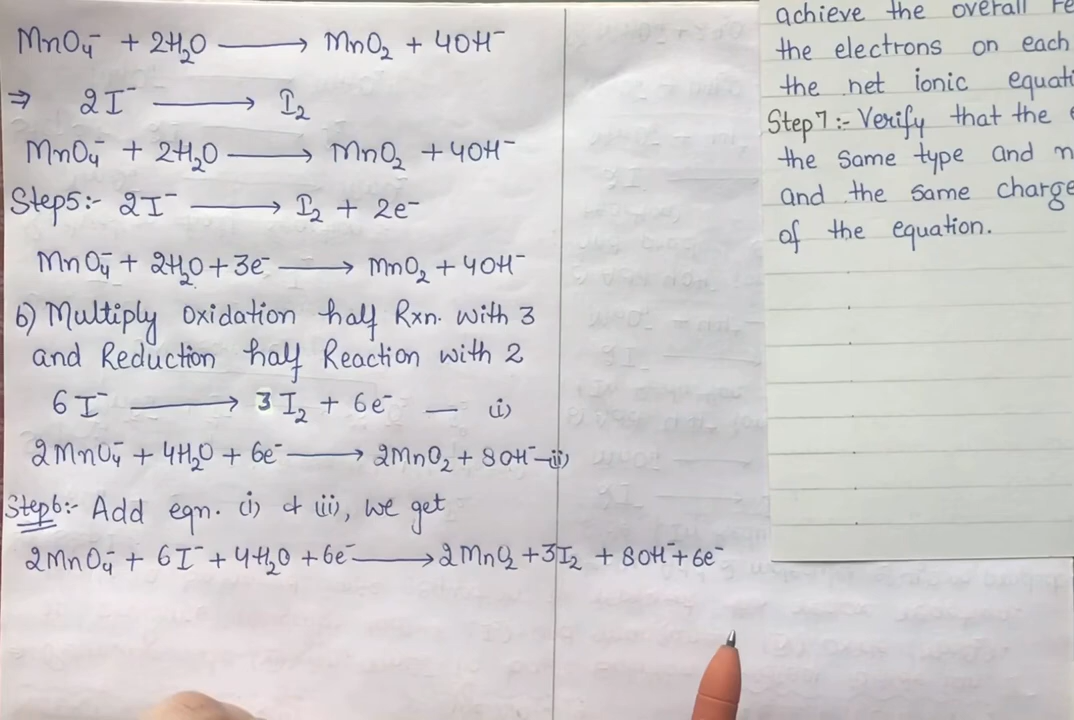 MnO₄⁻ + 2H₂O ⟶ MnO₂ + 4OH⁻
⇒ 2I⁻ ⟶ I₂
MnO₄⁻ + 2H₂O ⟶ MnO₂ + 4OH⁻
Step5:- 2I⁻ ⟶ I₂ + 2e⁻
MnO₄⁻ + 2H₂O + 3e⁻ ⟶ MnO₂ + 4OH⁻
b) Multiply oxidation half Rxn. with 3
and Reduction half Reaction with 2
6I⁻ ⟶ 3I₂ + 6e⁻ — (i)
2MnO₄⁻ + 4H₂O + 6e⁻ ⟶ 2MnO₂ + 8OH⁻ —(ii)
Step6:- Add eqn. (i) & (ii), we get
2MnO₄⁻ + 6I⁻ + 4H₂O + 6e⁻ ⟶ 2MnO₂ + 3I₂ + 8OH⁻ + 6e⁻
achieve the overall
the electrons on each
the net ionic
Step7:- Verify that the
the same type and
and the same charge
of the equation.